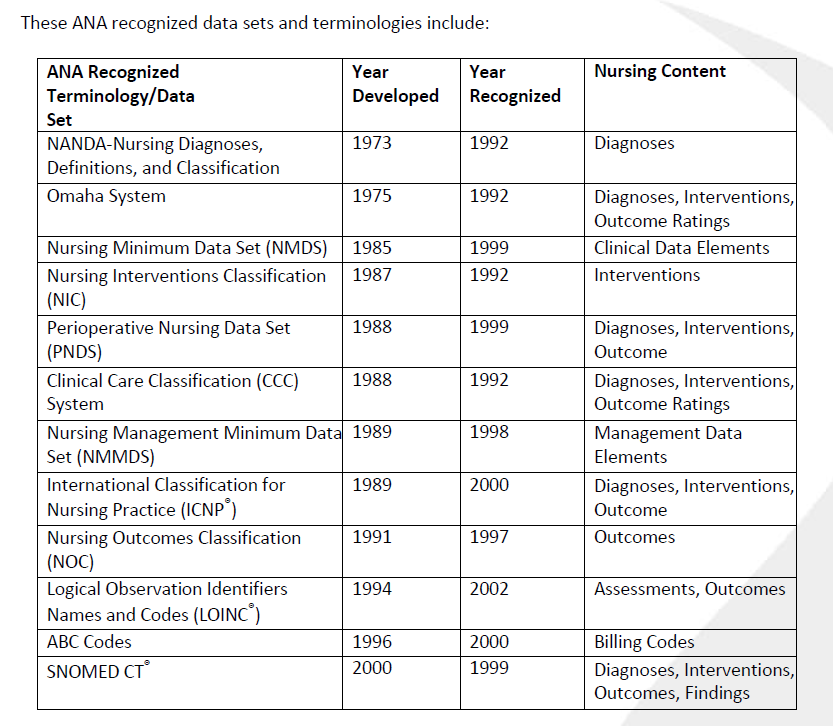 These ANA recognized data sets and terminologies include:
ANA Recognized Year Year Nursing Content
Terminology/Data Developed Recognized
Set
NANDA-Nursing Diagnoses, 1973 1992 Diagnoses
Definitions, and Classification
Omaha System 1975 1992 Diagnoses, Interventions,
Outcome Ratings
Nursing Minimum Data Set (NMDS) 1985 1999 Clinical Data Elements
Nursing Interventions Classification 1987 1992 Interventions
(NIC)
Perioperative Nursing Data Set 1988 1999 Diagnoses, Interventions,
(PNDS) Outcome
Clinical Care Classification (CCC) 1988 1992 Diagnoses, Interventions,
System Outcome Ratings
Nursing Management Minimum Data 1989 1998 Management Data
Set (NMMDS) Elements
International Classification for 1989 2000 Diagnoses, Interventions,
Nursing Practice (ICNP®) Outcome
Nursing Outcomes Classification 1991 1997 Outcomes
(NOC)
Logical Observation Identifiers 1994 2002 Assessments, Outcomes
Names and Codes (LOINC®)
ABC Codes 1996 2000 Billing Codes
SNOMED CT® 2000 1999 Diagnoses, Interventions,
Outcomes, Findings